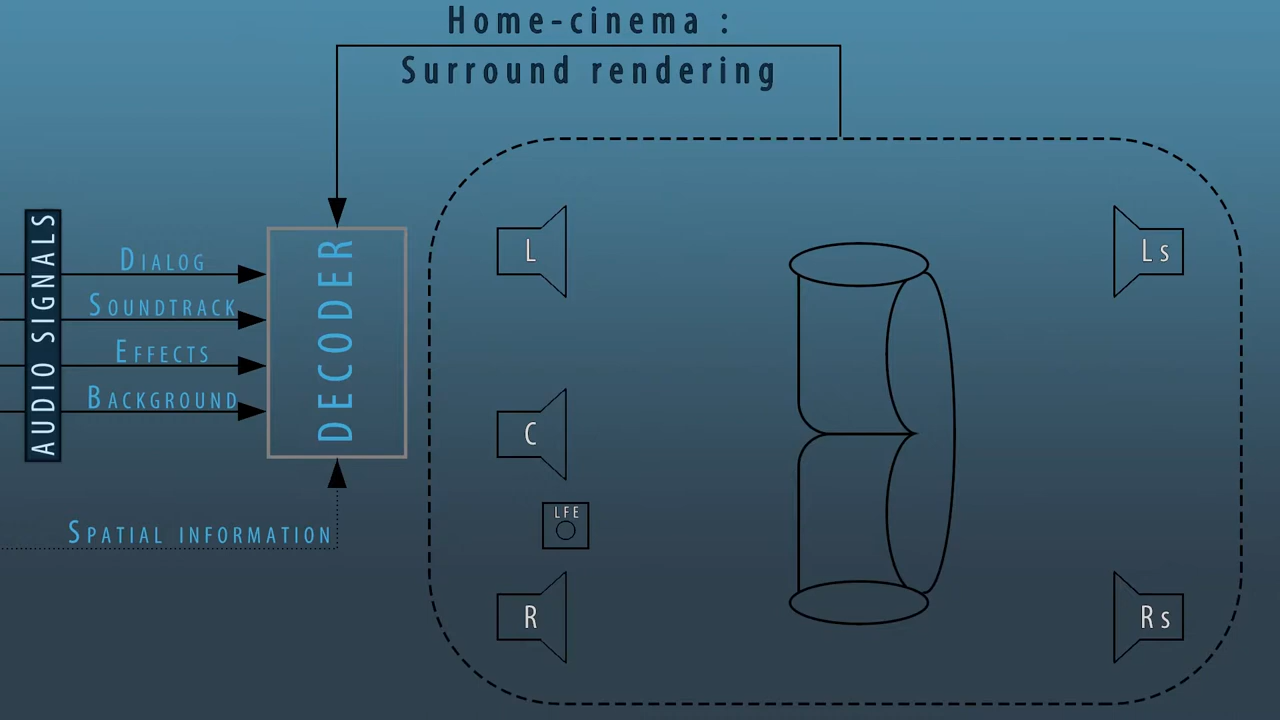 Home-cinema :
Surround rendering
AUDIO SIGNALS
Dialog
Soundtrack
Effects
Background
DECODER
Spatial information
L
Ls
C
LFE
R
Rs